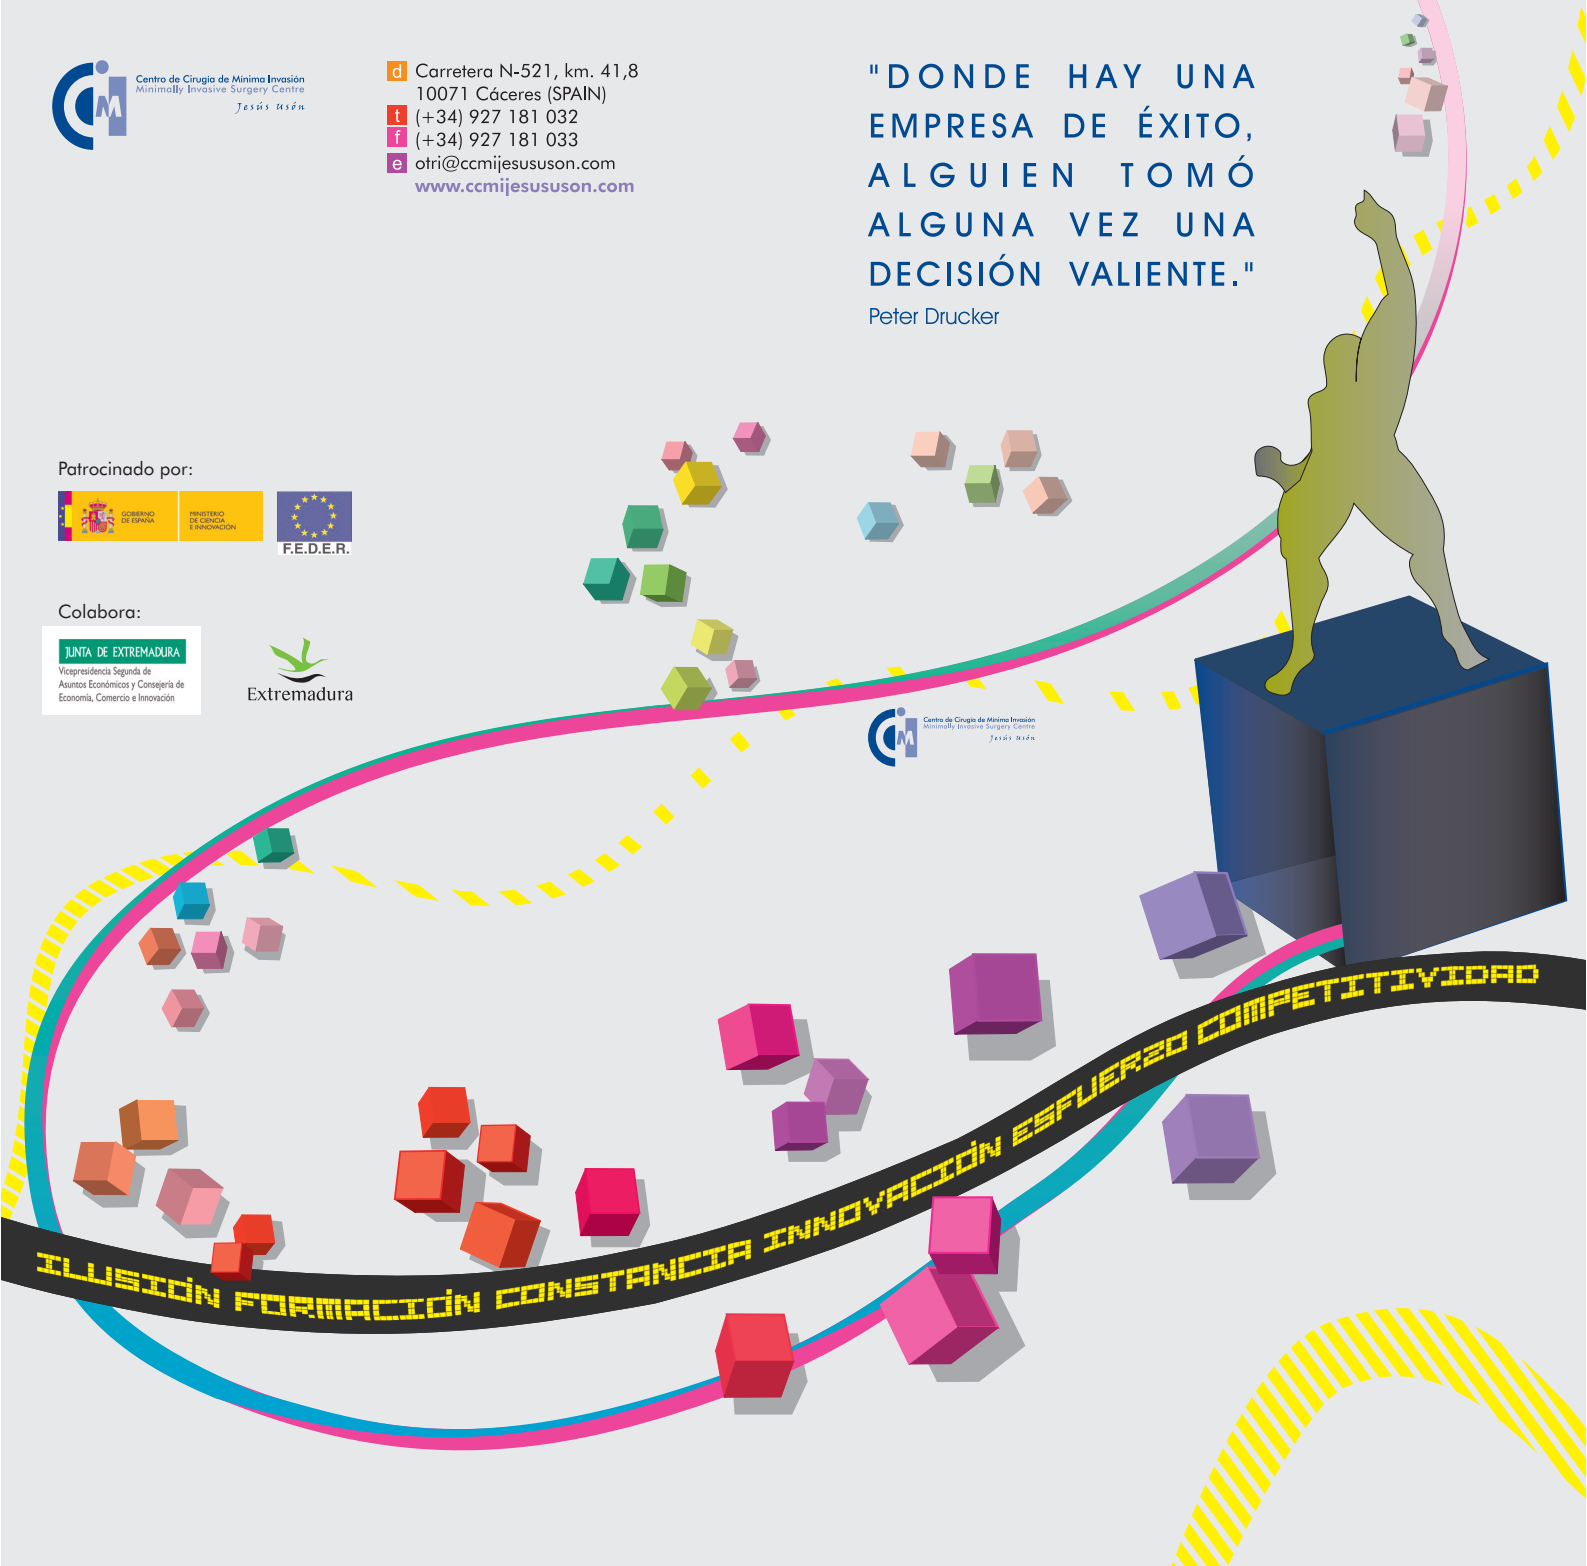 Centro de Cirugía de Mínima Invasión
Minimally Invasive Surgery Centre
Jesús Usón
d Carretera N-521, km. 41,8
10071 Cáceres (SPAIN)
t (+34) 927 181 032
f (+34) 927 181 033
e otri@ccmijesususon.com
www.ccmijesususon.com
"DONDE HAY UNA
EMPRESA DE ÉXITO,
ALGUIEN TOMÓ
ALGUNA VEZ UNA
DECISIÓN VALIENTE."
Peter Drucker
Patrocinado por:
GOBIERNO
DE ESPAÑA
MINISTERIO
DE CIENCIA
E INNOVACIÓN
F.E.D.E.R.
Colabora:
JUNTA DE EXTREMADURA
Vicepresidencia Segunda de
Asuntos Económicos y Consejería de
Economía, Comercio e Innovación
Extremadura
Centro de Cirugía de Mínima Invasión
Minimally Invasive Surgery Centre
Jesús Usón
ILUSIÓN FORMACIÓN CONSTANCIA INNOVACIÓN ESFUERZO COMPETITIVIDAD